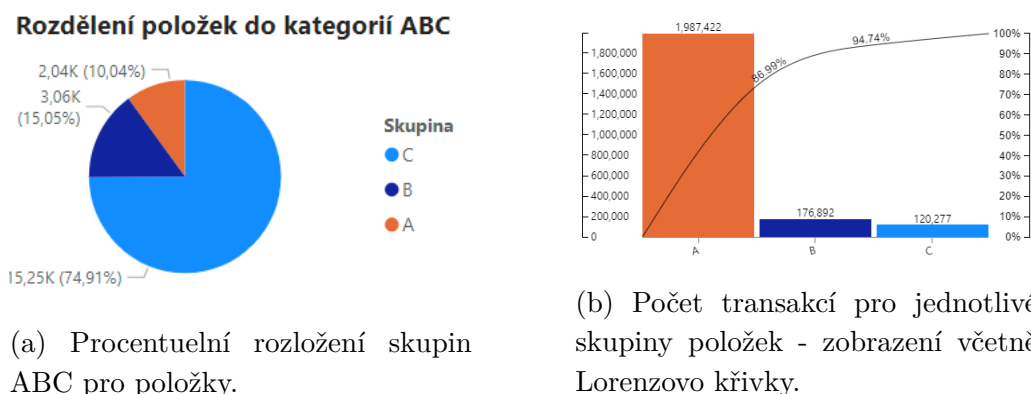 Rozdělení položek do kategorií ABC
2,04K (10,04%)
3,06K
(15,05%)
15,25K (74,91%)
Skupina
C
B
A
1,987,422
1,800,000
1,600,000
1,400,000
1,200,000
1,000,000
800,000
600,000
400,000
200,000
0
86.99%
94.74%
176,892
120,277
A
B
C
100%
90%
80%
70%
60%
50%
40%
30%
20%
10%
0%
(a) Procentuelní rozložení skupin
ABC pro položky.
(b) Počet transakcí pro jednotlivé
skupiny položek - zobrazení včetně
Lorenzovo křivky.